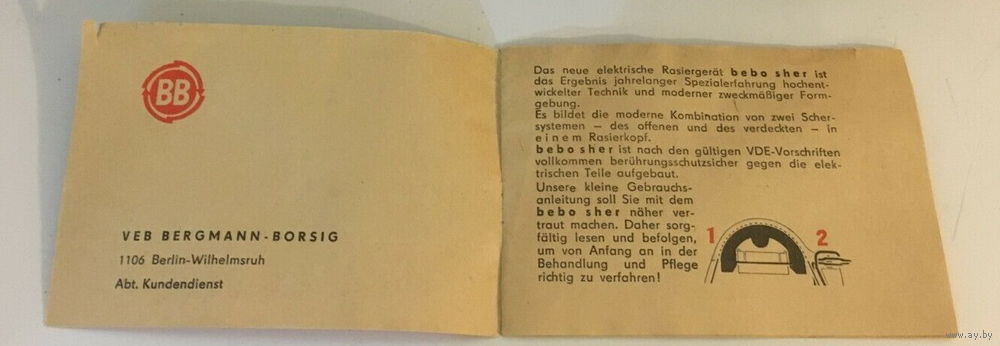 BB
VEB BERGMANN-BORSIG
1106 Berlin-Wilhelmsruh
Abt. Kundendienst
Das neue elektrische Rasiergerät bebo sher ist
das Ergebnis jahrelanger Spezialerfahrung hochent-
wickelter Technik und moderner zweckmäßiger Form-
gebung.
Es bildet die moderne Kombination von zwei Scher-
systemen – des offenen und des verdeckten – in
einem Rasierkopf.
bebo sher ist nach den gültigen VDE-Vorschriften
vollkommen berührungsschutzsicher gegen die elek-
trischen Teile aufgebaut.
Unsere kleine Gebrauchs-
anleitung soll Sie mit dem
bebo sher näher ver-
traut machen. Daher sorg-
fältig lesen und befolgen,
um von Anfang an in der
Behandlung und Pflege
richtig zu verfahren!
1 2
www.ay.by